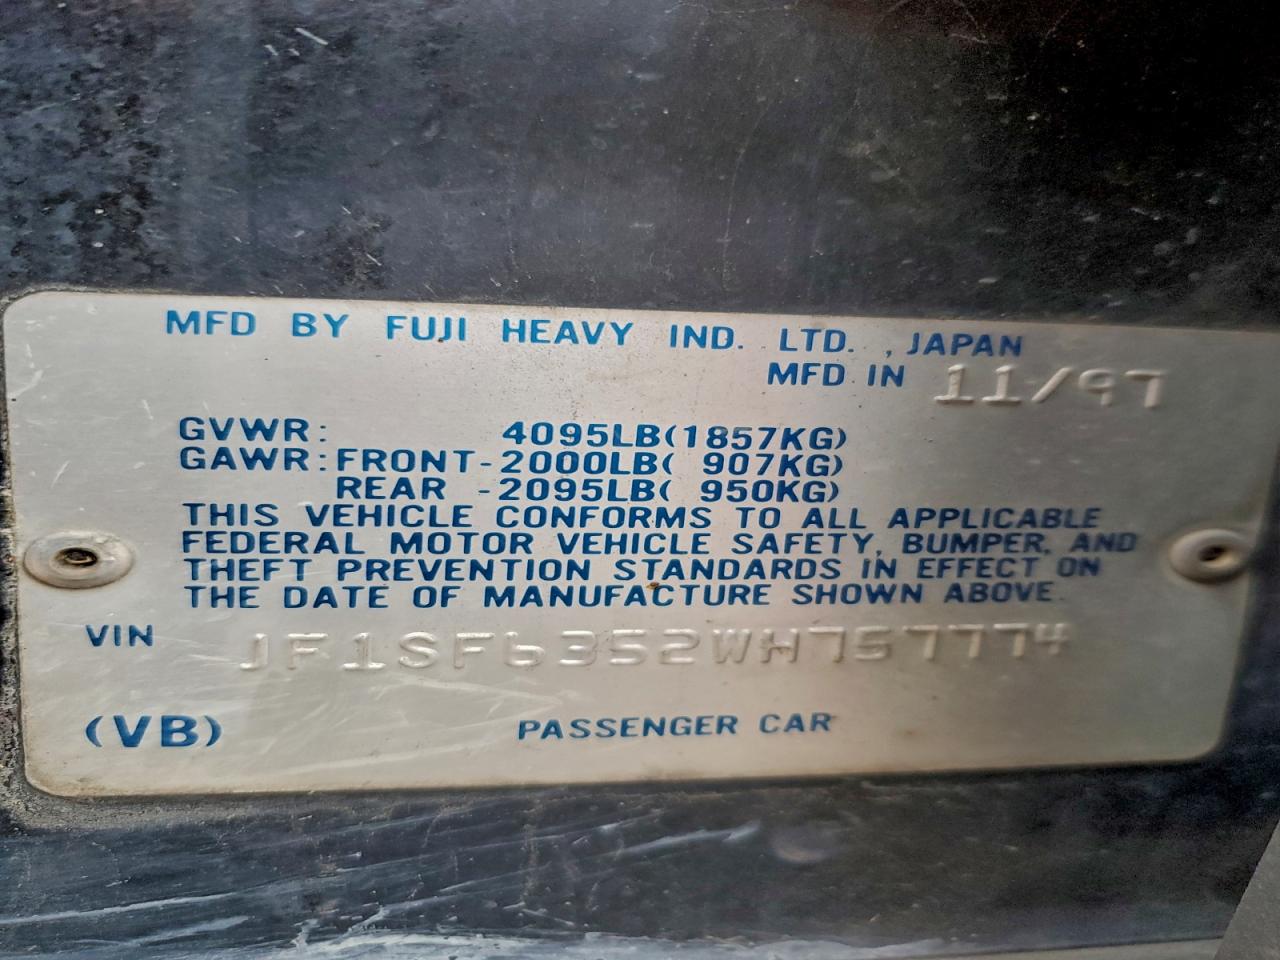 MFD BY FUJI HEAVY IND. LTD. , JAPAN
MFD IN 11/97
GVWR: 4095LB(1857KG)
GAWR:FRONT-2000LB( 907KG)
REAR -2095LB( 950KG)
THIS VEHICLE CONFORMS TO ALL APPLICABLE
FEDERAL MOTOR VEHICLE SAFETY, BUMPER, AND
THEFT PREVENTION STANDARDS IN EFFECT ON
THE DATE OF MANUFACTURE SHOWN ABOVE.
VIN JF1SF6352WH757774
(VB) PASSENGER CAR